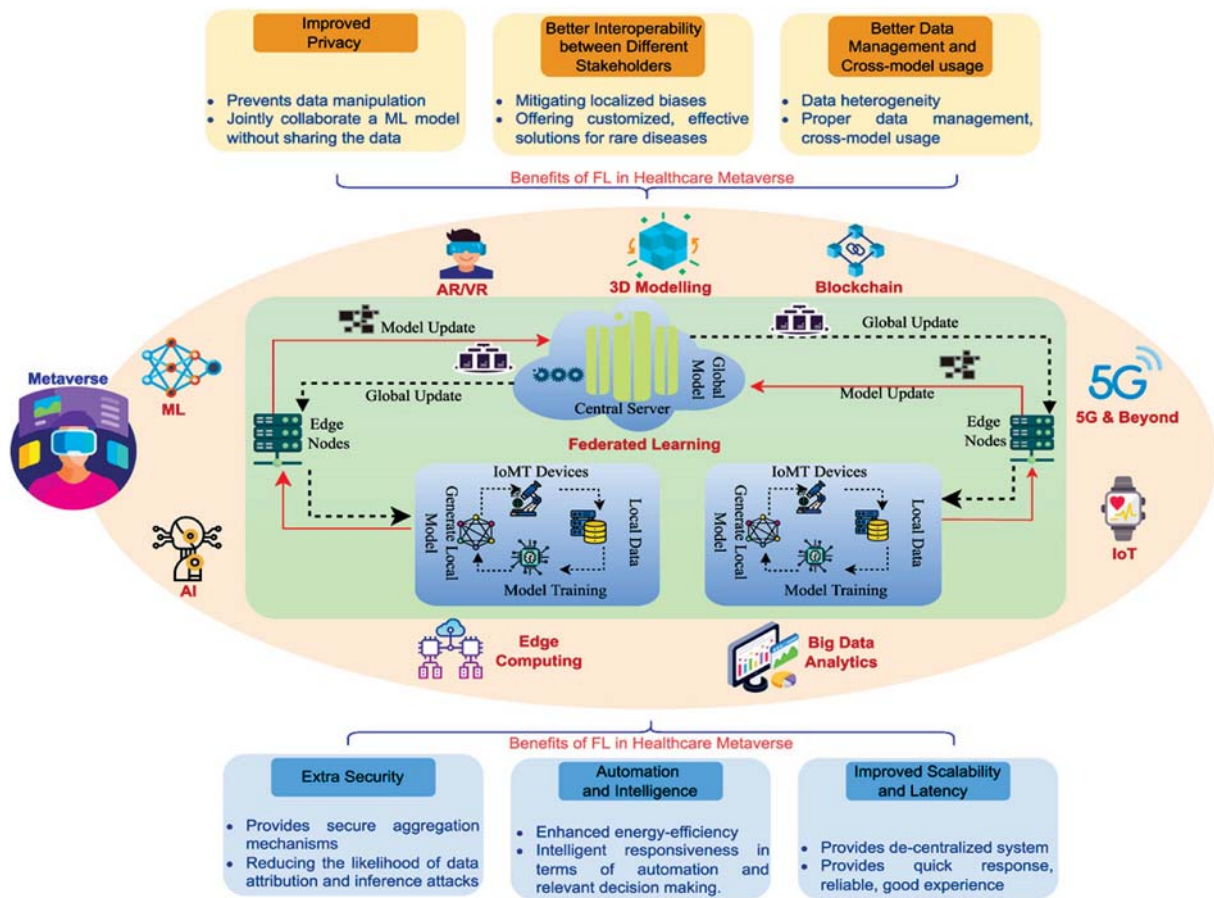 Improved
Privacy
• Prevents data manipulation
• Jointly collaborate a ML model
without sharing the data
Better Interoperability
between Different
Stakeholders
• Mitigating localized biases
• Offering customized, effective
solutions for rare diseases
Better Data
Management and
Cross-model usage
• Data heterogeneity
• Proper data management,
cross-model usage
Benefits of FL in Healthcare Metaverse
AR/VR
3D Modelling
Blockchain
Model Update
Global Update
Metaverse
ML
Global Update
Global
Model
Central Server
Model Update
5G
5G & Beyond
Edge
Nodes
Federated Learning
Edge
Nodes
IoMT Devices
Generate Local
Model
Local Data
Model Training
IoMT Devices
Generate Local
Model
Local Data
Model Training
AI
IoT
Edge
Computing
Big Data
Analytics
Benefits of FL in Healthcare Metaverse
Extra Security
• Provides secure aggregation
mechanisms
• Reducing the likelihood of data
attribution and inference attacks
Automation
and Intelligence
• Enhanced energy-efficiency
• Intelligent responsiveness in
terms of automation and
relevant decision making.
Improved Scalability
and Latency
• Provides de-centralized system
• Provides quick response,
reliable, good experience